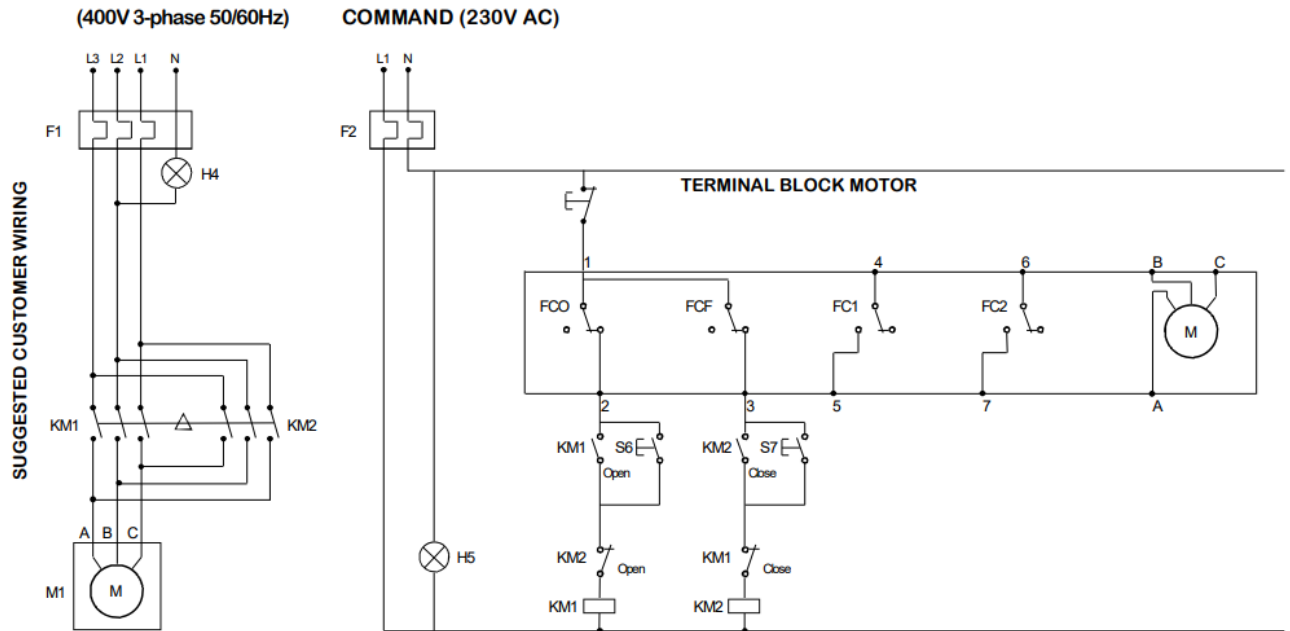 (400V 3-phase 50/60Hz) COMMAND (230V AC)
L3 L2 L1 N L1 N
F1 F2
H4
TERMINAL BLOCK MOTOR
SUGGESTED CUSTOMER WIRING
1 4 6 B C
FCO FCF FC1 FC2
M
2 3 5 7 A
KM1 KM2
KM1 S6 KM2 S7
Open Close
A B C
H5
KM2 Open KM1 Close
M1 M
KM1 KM2